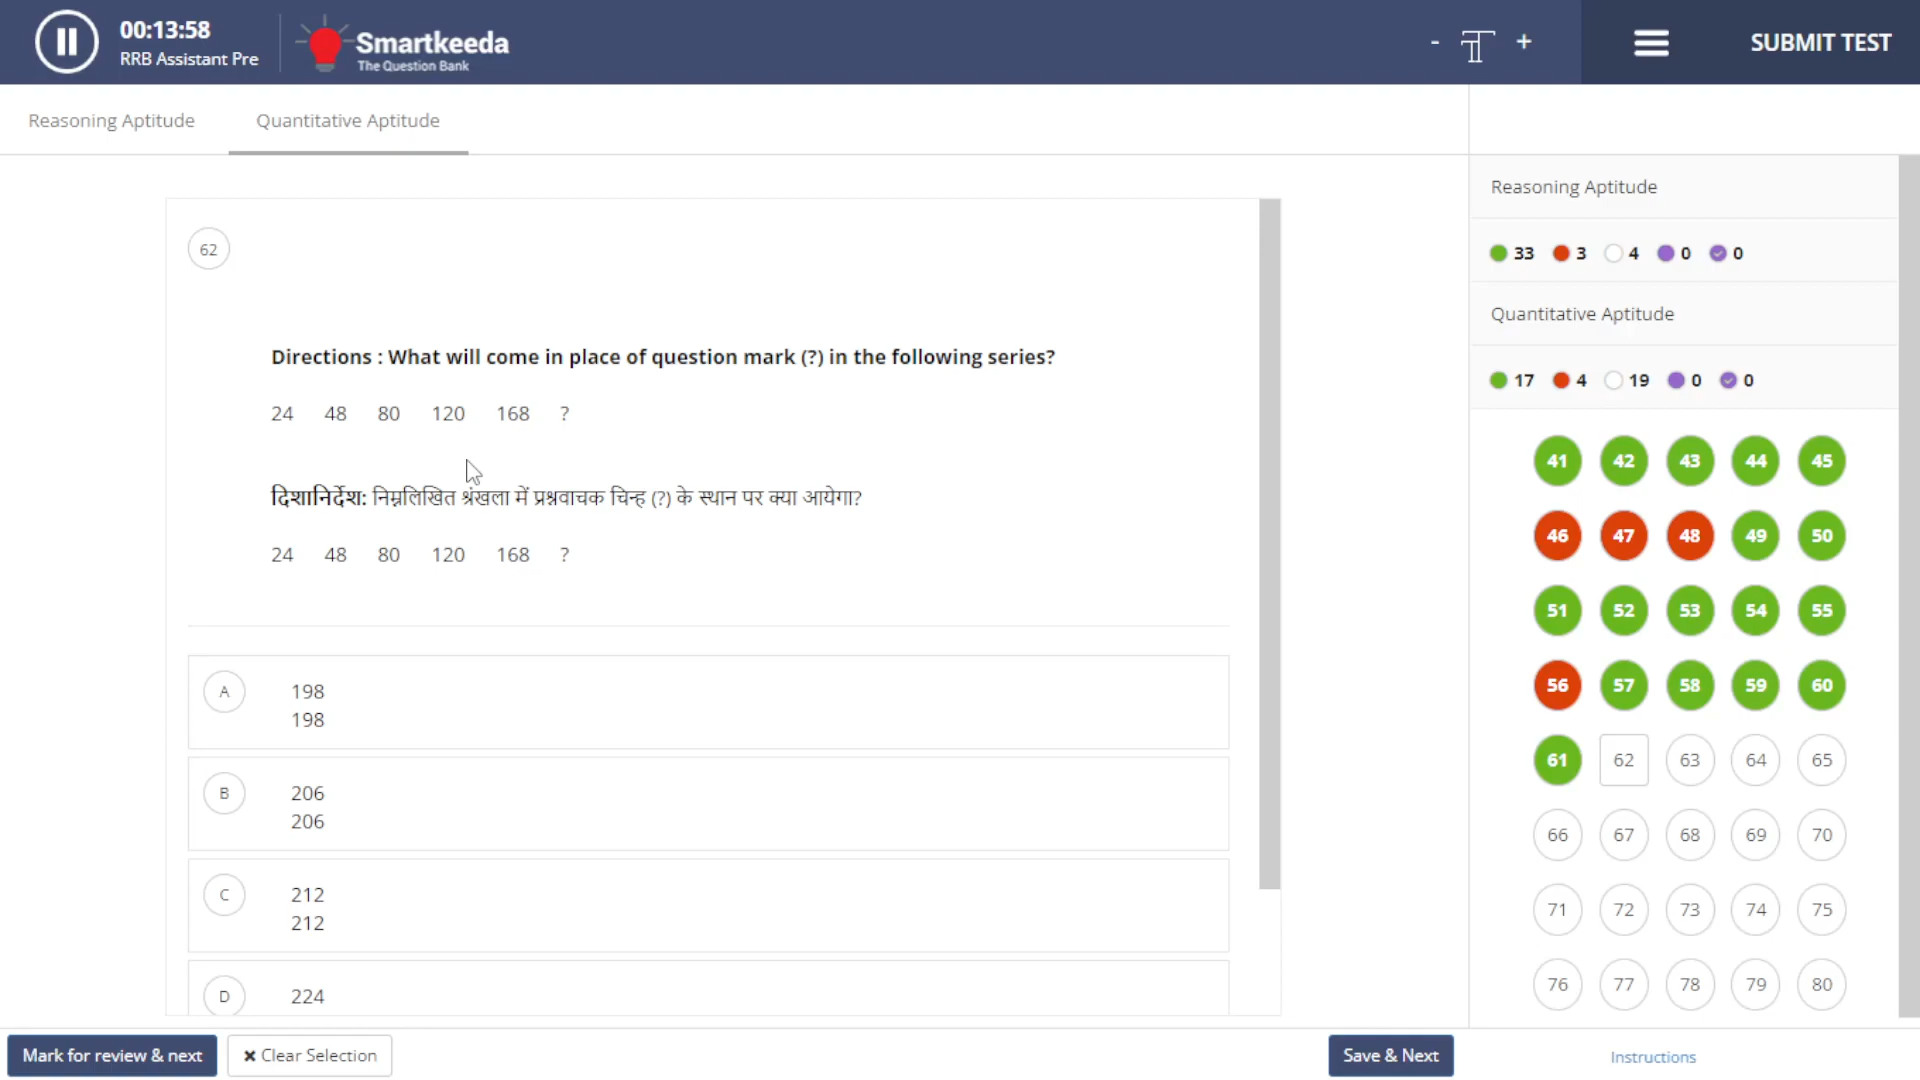 00:13:58
RRB Assistant Pre
Smartkeeda
The Question Bank
- T +
SUBMIT TEST
Reasoning Aptitude
Quantitative Aptitude
62
Directions : What will come in place of question mark (?) in the following series?
24 48 80 120 168 ?
दिशानिर्देश: निम्नलिखित श्रंखला में प्रश्नवाचक चिन्ह (?) के स्थान पर क्या आयेगा?
24 48 80 120 168 ?
A
198
198
B
206
206
C
212
212
D
224
Mark for review & next
Clear Selection
Save & Next
Reasoning Aptitude
33 3 4 0 0
Quantitative Aptitude
17 4 19 0 0
41 42 43 44 45
46 47 48 49 50
51 52 53 54 55
56 57 58 59 60
61 62 63 64 65
66 67 68 69 70
71 72 73 74 75
76 77 78 79 80
Instructions